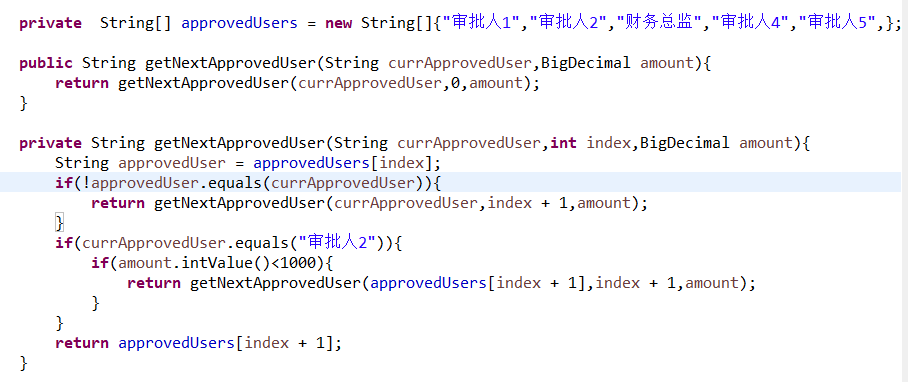 private  String[] approvedUsers = new String[]{"审批人1","审批人2","财务总监","审批人4","审批人5",};
public String getNextApprovedUser(String currApprovedUser,BigDecimal amount){
    return getNextApprovedUser(currApprovedUser,0,amount);
}
private String getNextApprovedUser(String currApprovedUser,int index,BigDecimal amount){
    String approvedUser = approvedUsers[index];
    if(!approvedUser.equals(currApprovedUser)){
        return getNextApprovedUser(currApprovedUser,index + 1,amount);
    }
    if(currApprovedUser.equals("审批人2")){
        if(amount.intValue()<1000){
            return getNextApprovedUser(approvedUsers[index + 1],index + 1,amount);
        }
    }
    return approvedUsers[index + 1];
}